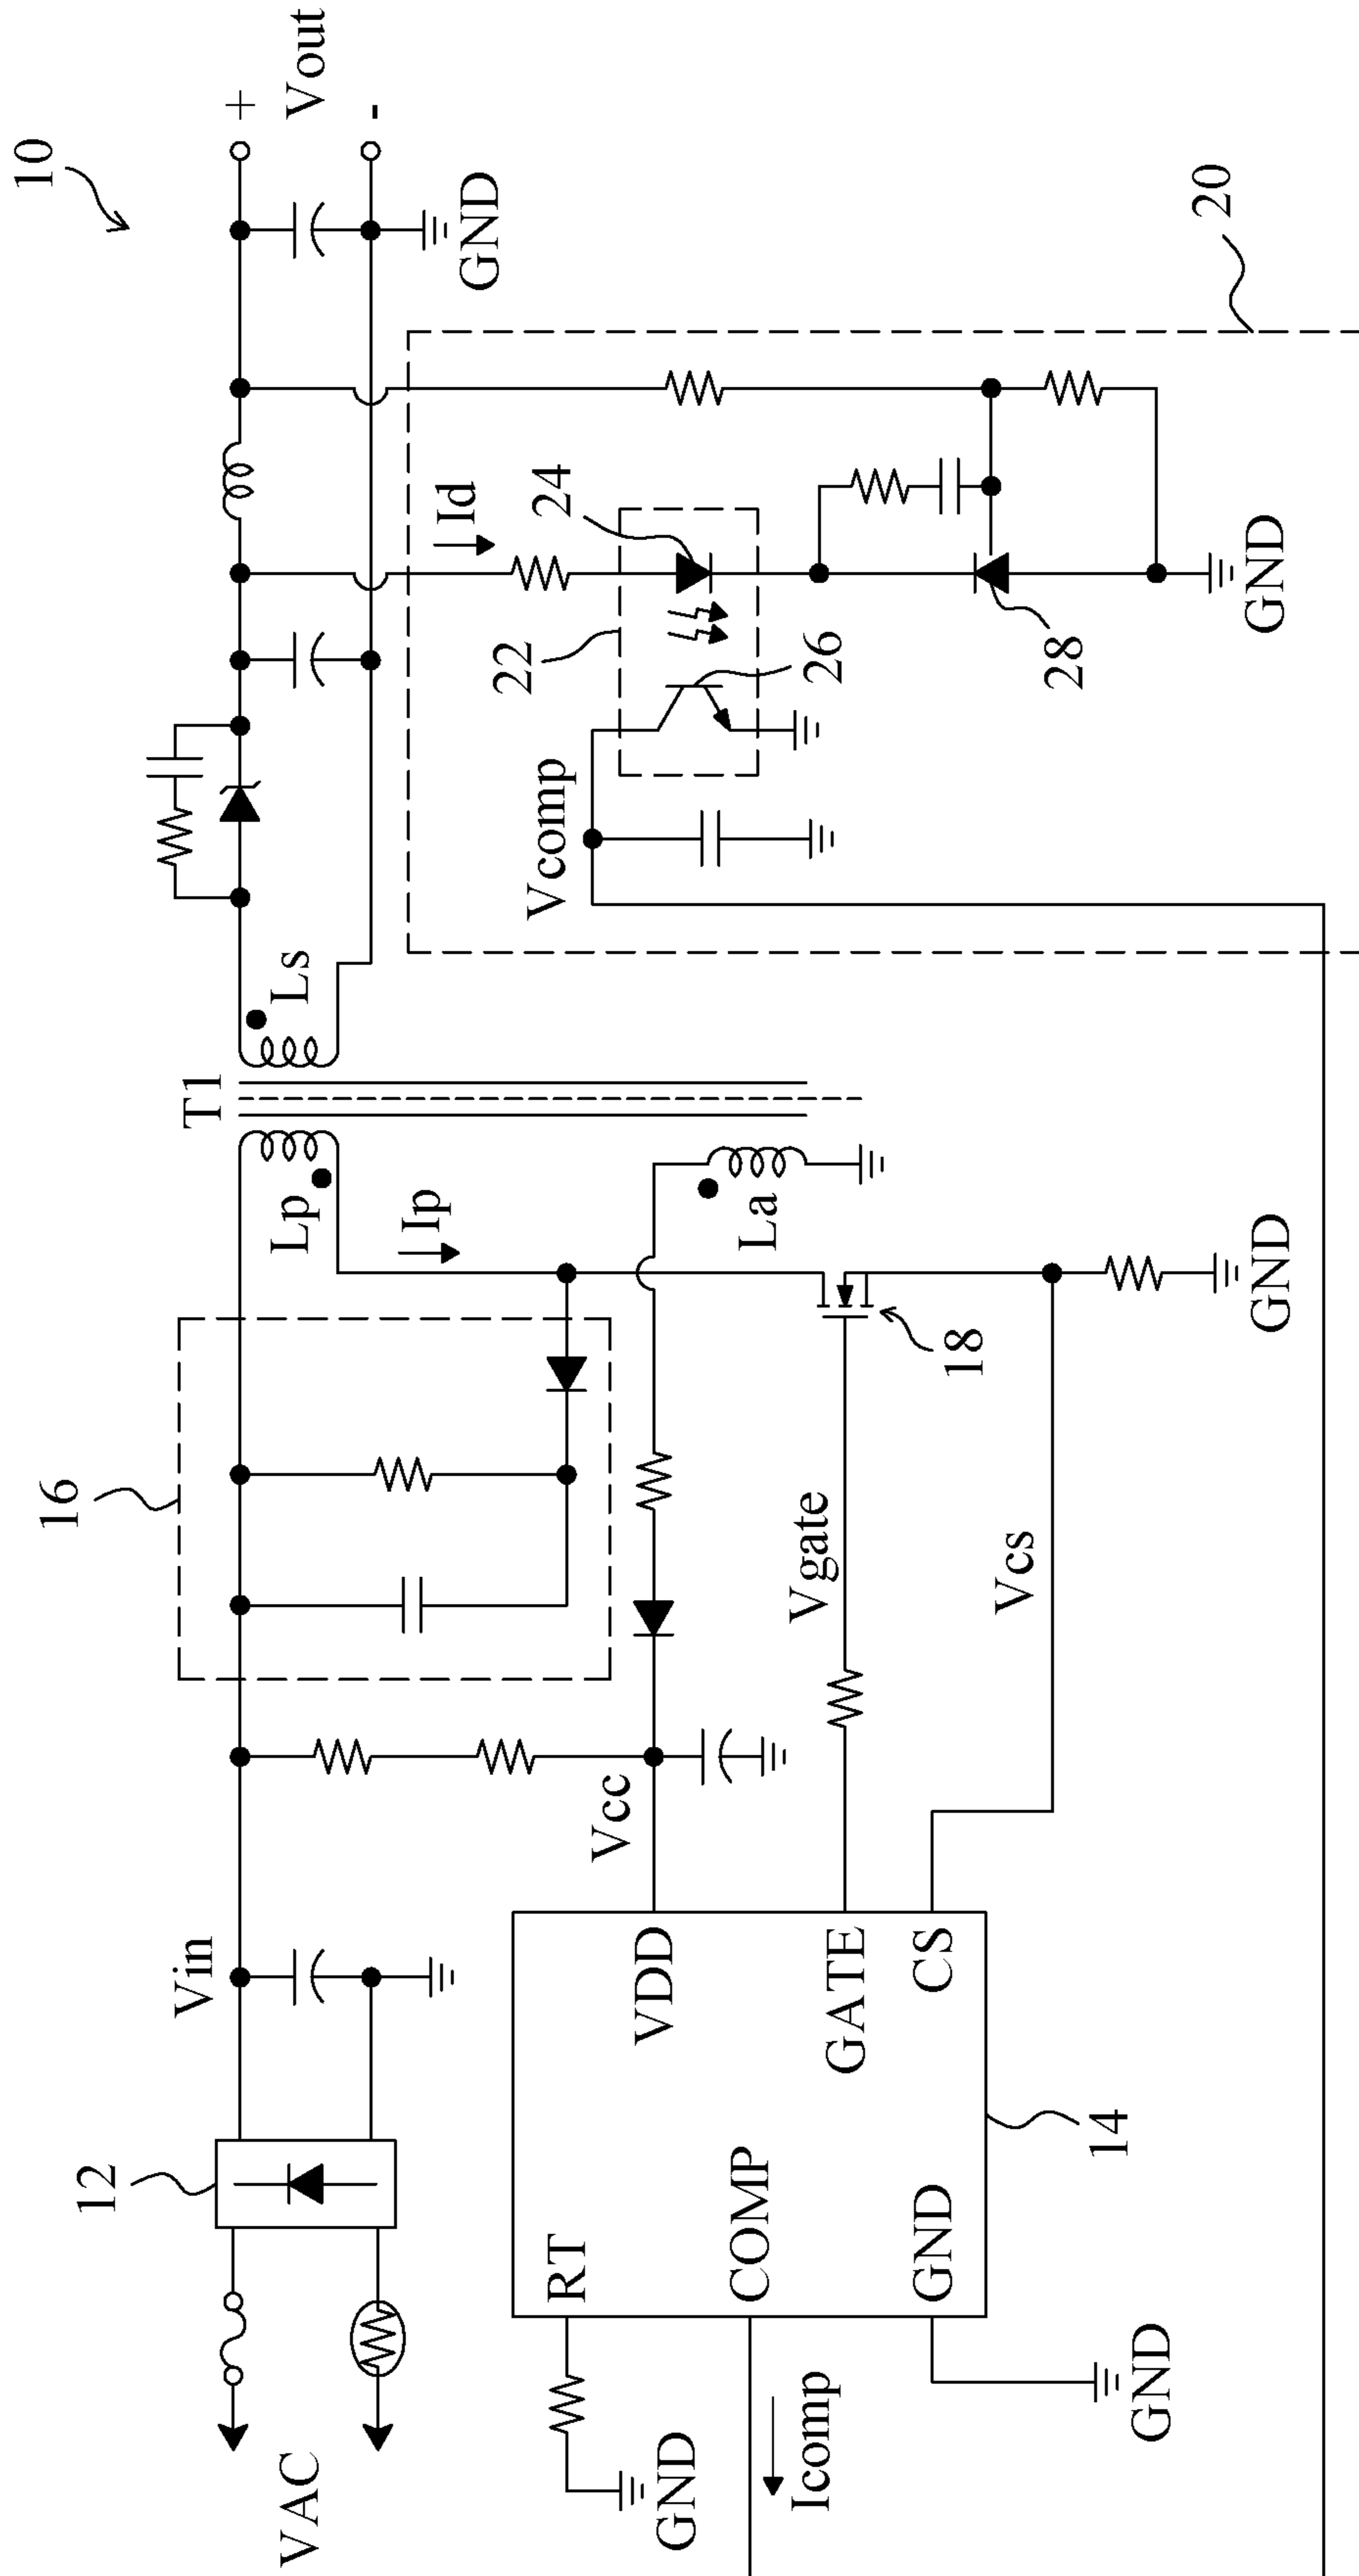 10
T1
Lp
Ls
+
Vout
-
GND
VAC
12
Vin
16
Ip
La
Vcc
Vgate
18
Vcs
GND
RT
VDD
COMP
GATE
GND
CS
14
GND
Icomp
GND
20
Id
22
24
26
Vcomp
28
GND